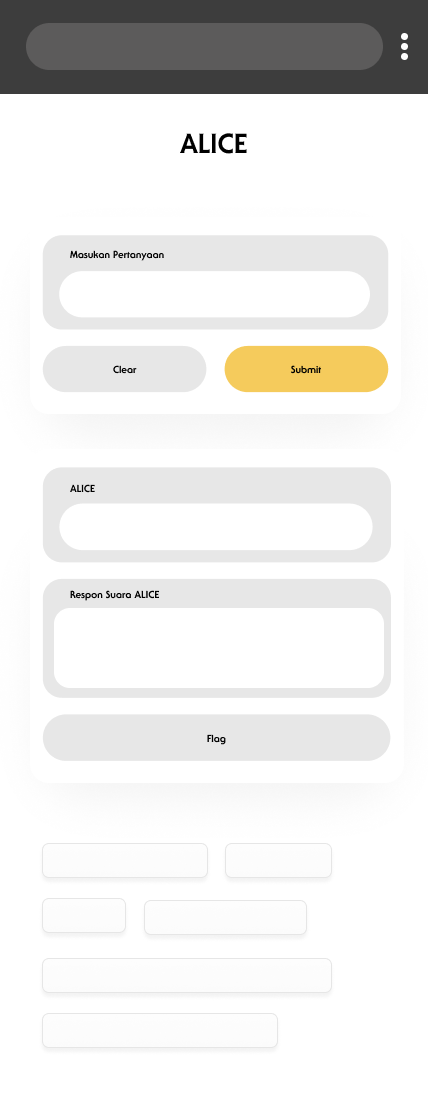 ALICE
Masukan Pertanyaan
Clear
Submit
ALICE
Respon Suara ALICE
Flag